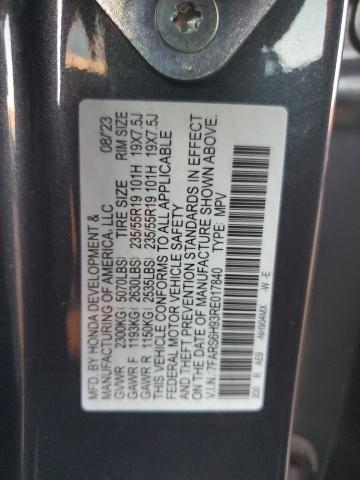 MFD. BY HONDA DEVELOPMENT & 08/23
MANUFACTURING OF AMERICA, LLC
GVWR 2300KG( 5070LBS) TIRE SIZE RIM SIZE
GAWR F 1193KG( 2630LBS) 235/55R19 101H 19X7.5J
GAWR R 1150KG( 2535LBS) 235/55R19 101H 19X7.5J
THIS VEHICLE CONFORMS TO ALL APPLICABLE
FEDERAL MOTOR VEHICLE SAFETY
AND THEFT PREVENTION STANDARDS IN EFFECT
ON THE DATE OF MANUFACTURE SHOWN ABOVE.
V.I.N.: 7FARS6H93RE017840 TYPE: MPV
3C0 R AE9 -NH904MX -W -E